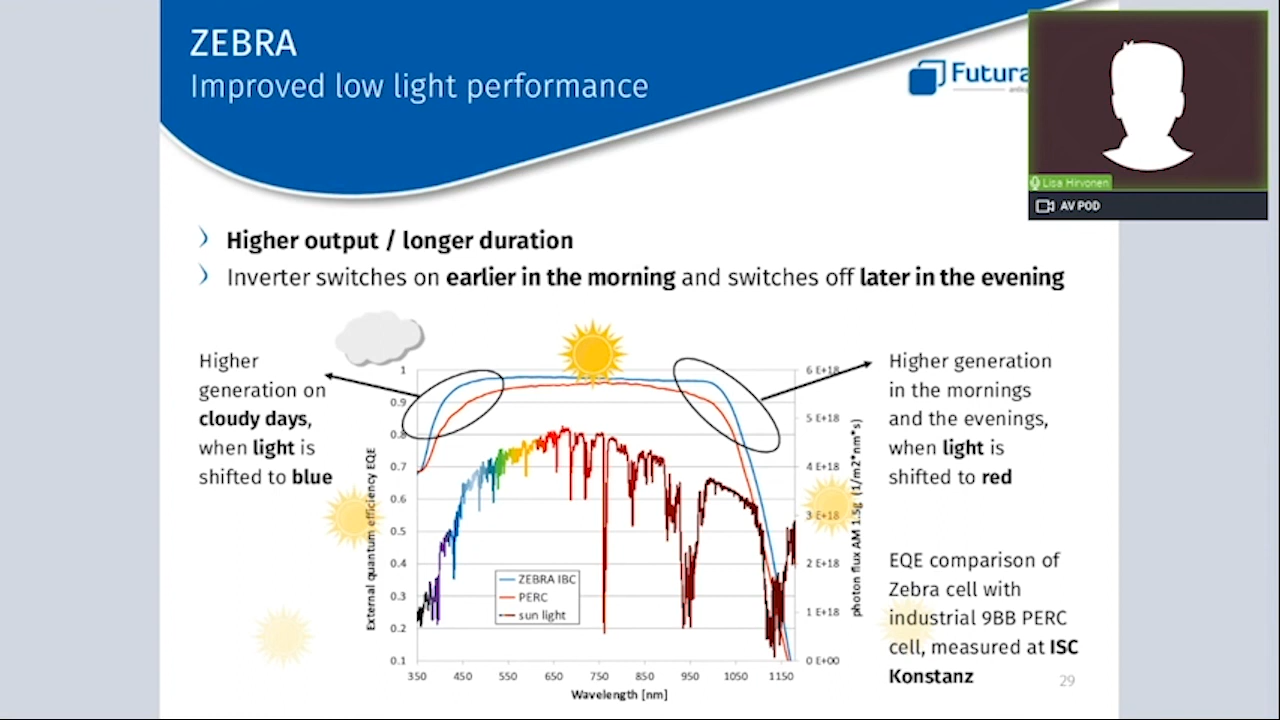 ZEBRA
Improved low light performance
Futura
Lisa Hirvonen
AV POD
Higher output / longer duration
Inverter switches on earlier in the morning and switches off later in the evening
Higher
generation on
cloudy days,
when light is
shifted to blue
External quantum efficiency EQE
1
0.9
0.8
0.7
0.6
0.5
0.4
0.3
0.2
0.1
ZEBRA IBC
PERC
sun light
350 450 550 650 750 850 950 1050 1150
Wavelength [nm]
6 E+18
5 E+18
4 E+18
3 E+18
2 E+18
1 E+18
0 E+00
photon flux AM 1.5g (1/m2*nm*s)
Higher generation
in the mornings
and the evenings,
when light is
shifted to red
EQE comparison of
Zebra cell with
industrial 9BB PERC
cell, measured at ISC
Konstanz
29